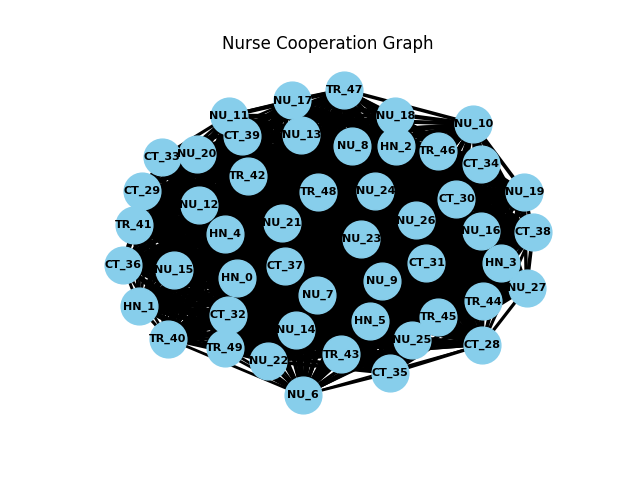 Nurse Cooperation Graph
TR_47
NU_17
NU_11
NU_18
NU_10
CT_39
NU_13
NU_8
HN_2
TR_46
CT_33
NU_20
CT_34
TR_42
CT_29
TR_48
NU_24
NU_19
CT_30
NU_12
TR_41
NU_21
NU_26
HN_4
NU_23
NU_16
CT_38
CT_36
NU_15
CT_37
CT_31
HN_3
HN_0
NU_9
NU_27
NU_7
HN_1
TR_44
CT_32
TR_45
HN_5
NU_14
TR_40
NU_25
TR_49
CT_28
TR_43
NU_22
CT_35
NU_6